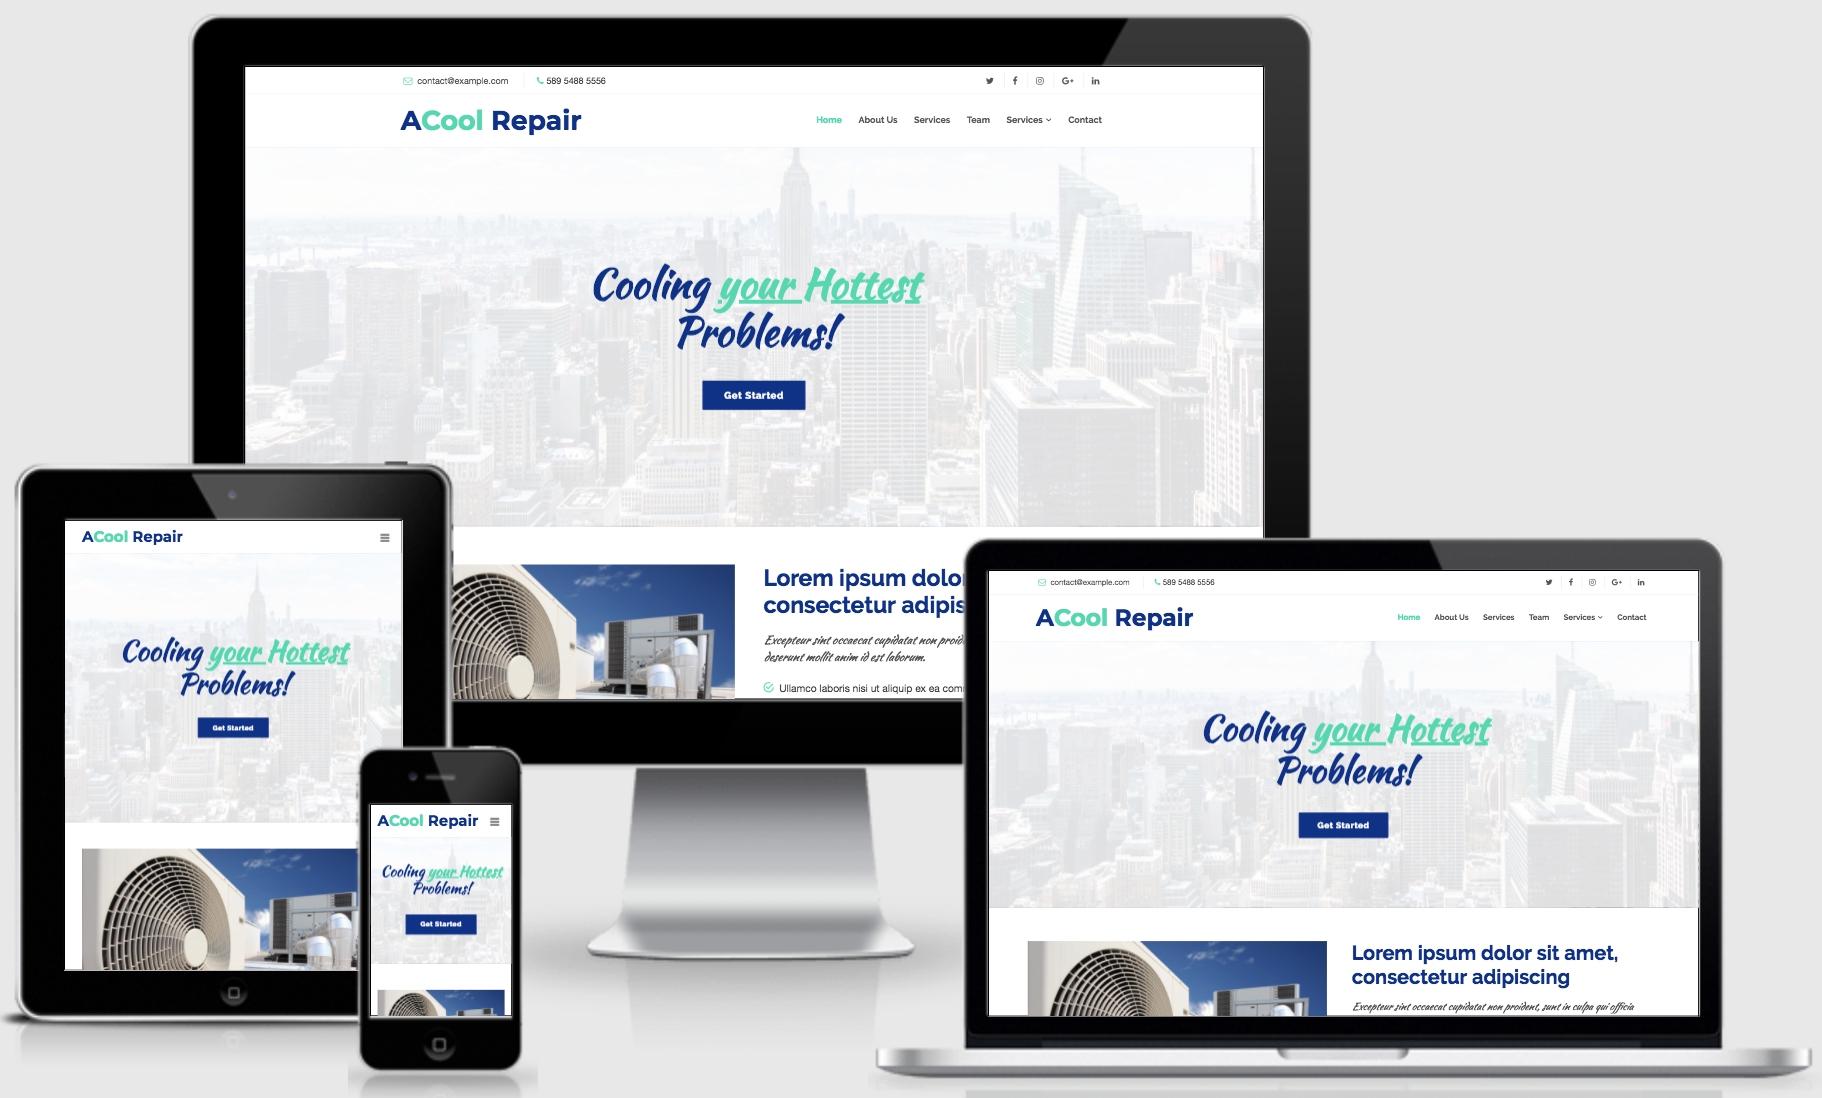 contact@example.com
589 5488 5556
ACool Repair
Home About Us Services Team Services Contact
Cooling your Hottest
Problems!
Get Started
Lorem ipsum dolo
consectetur adipis
Excepteur sint occaecat cupidatat non proid
deserunt mollit anim id est laborum.
Ullamco laboris nisi ut aliquip ex ea com
ACool Repair
Cooling your Hottest
Problems!
Get Started
ACool Repair
Cooling your Hottest
Problems!
Get Started
contact@example.com
589 5488 5556
ACool Repair
Home About Us Services Team Services Contact
Cooling your Hottest
Problems!
Get Started
Lorem ipsum dolor sit amet,
consectetur adipiscing
Excepteur sint occaecat cupidatat non proident, sunt in culpa qui officia